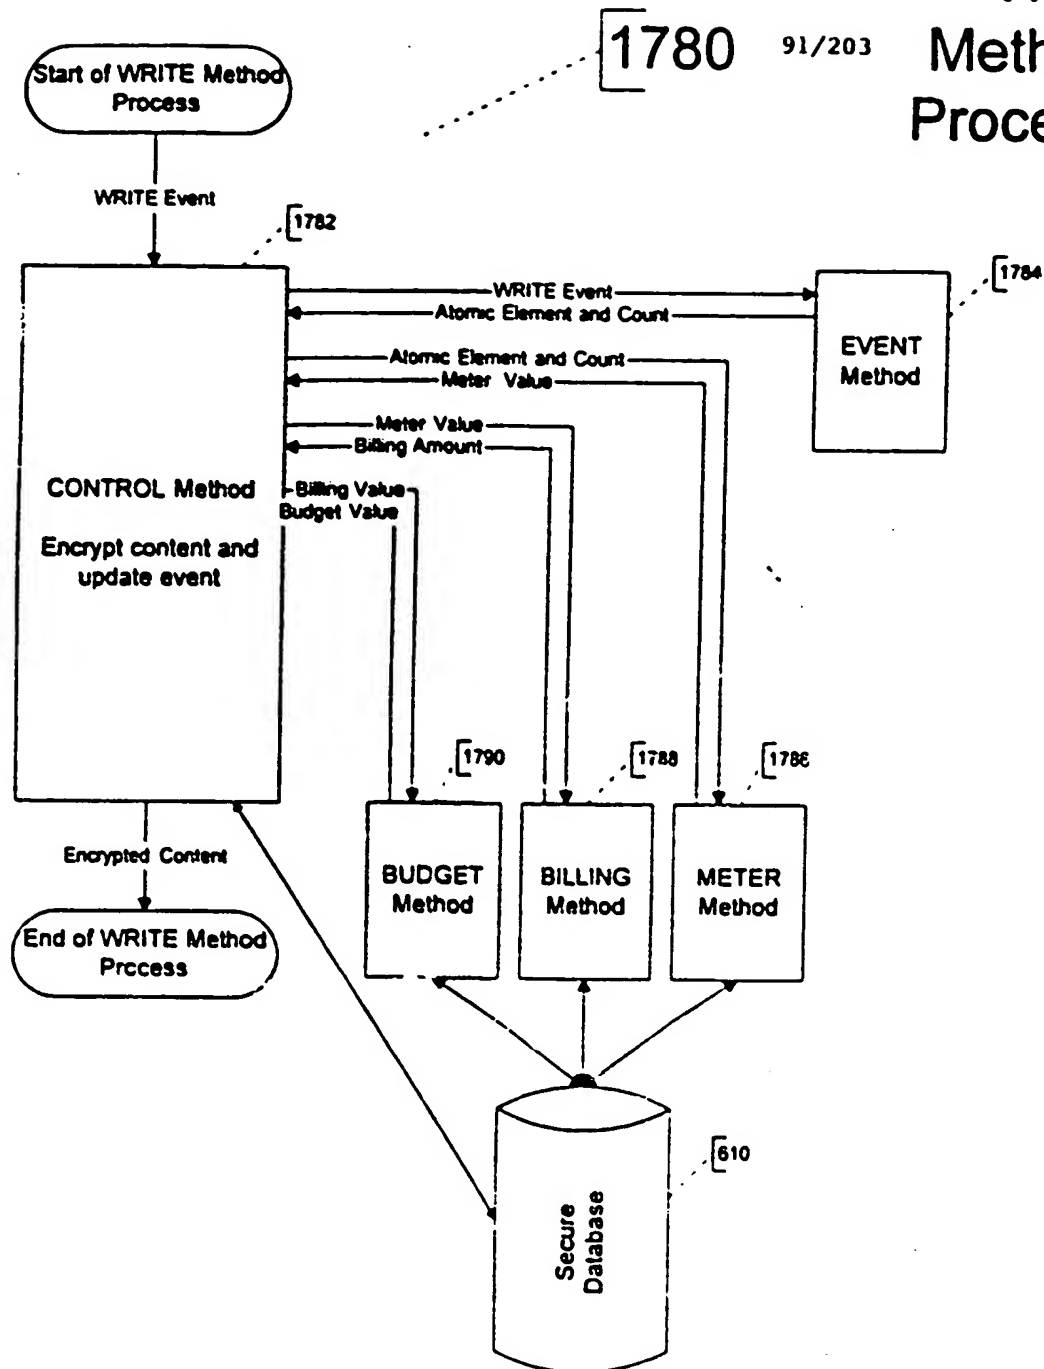 1780 91/203 Meth
Proce
Start of WRITE Method
Process
WRITE Event
1782
WRITE Event
Atomic Element and Count
1784
EVENT
Method
Atomic Element and Count
Meter Value
Meter Value
Billing Amount
Billing Value
Budget Value
CONTROL Method
Encrypt content and
update event
1790
1788
1786
Encrypted Content
BUDGET
Method
BILLING
Method
METER
Method
End of WRITE Method
Process
610
Secure
Database